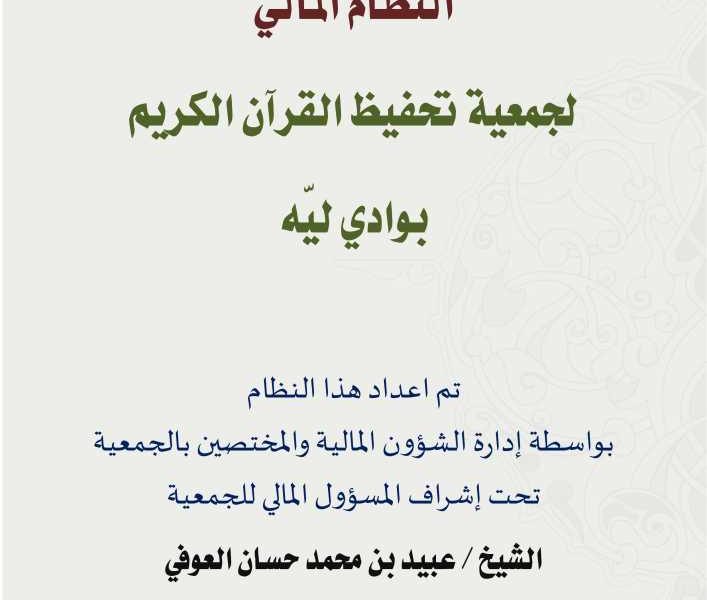 النظام المالي
لجمعية تحفيظ القرآن الكريم
بوادي ليّه
تم اعداد هذا النظام
بواسطة إدارة الشؤون المالية والمختصين بالجمعية
تحت إشراف المسؤول المالي للجمعية
الشيخ / عبيد بن محمد حسان العوفي